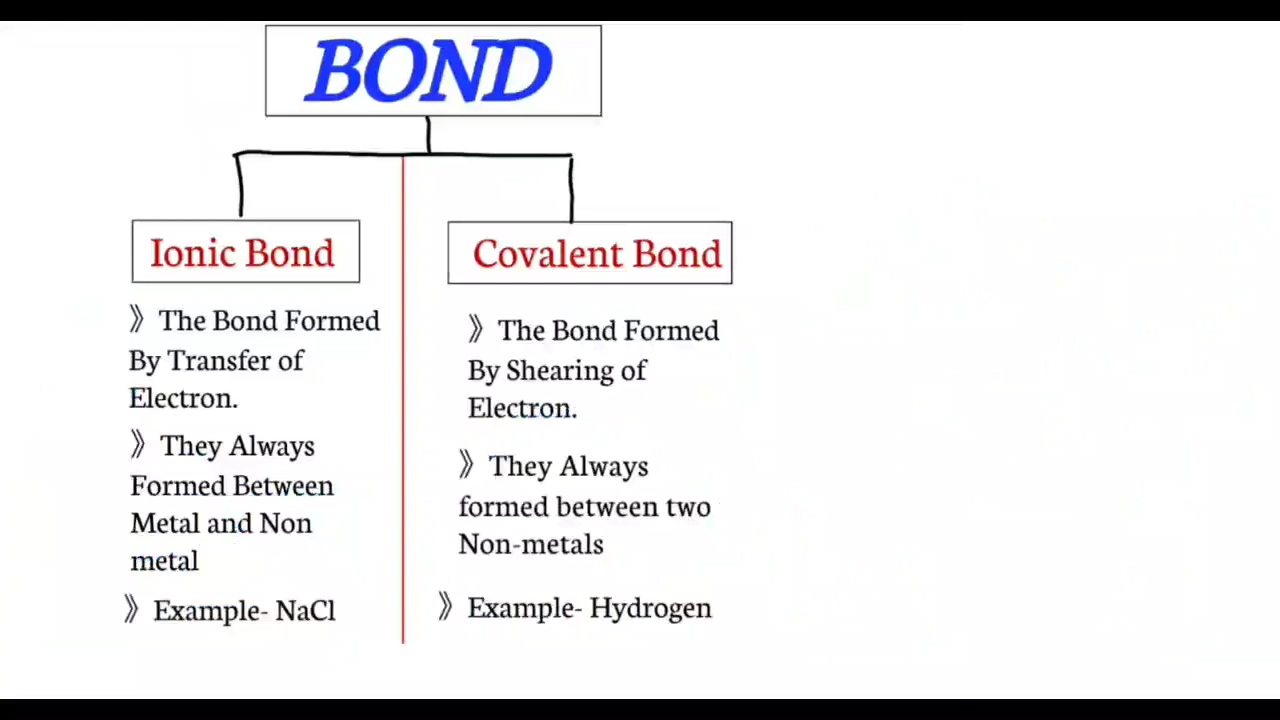 BOND
Ionic Bond
》The Bond Formed
By Transfer of
Electron.
》They Always
Formed Between
Metal and Non
metal
》Example- NaCl
Covalent Bond
》The Bond Formed
By Shearing of
Electron.
》They Always
formed between two
Non-metals
》Example- Hydrogen